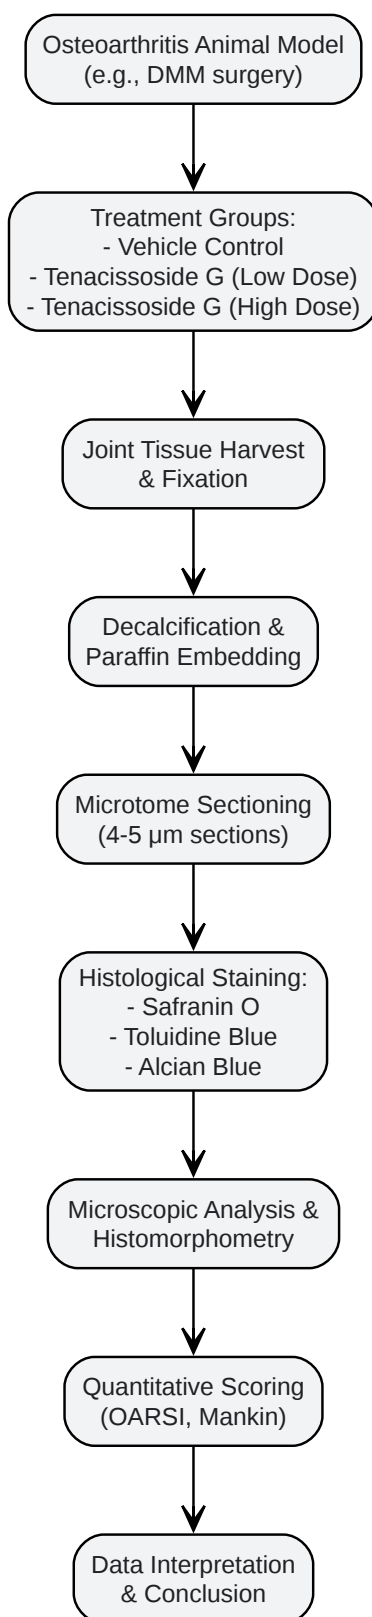 Osteoarthritis Animal Model
(e.g., DMM surgery)
Treatment Groups:
- Vehicle Control
- Tenacissoside G (Low Dose)
- Tenacissoside G (High Dose)
Joint Tissue Harvest
& Fixation
Decalcification &
Paraffin Embedding
Microtome Sectioning
(4-5 µm sections)
Histological Staining:
- Safranin O
- Toluidine Blue
- Alcian Blue
Microscopic Analysis &
Histomorphometry
Quantitative Scoring
(OARSI, Mankin)
Data Interpretation
& Conclusion